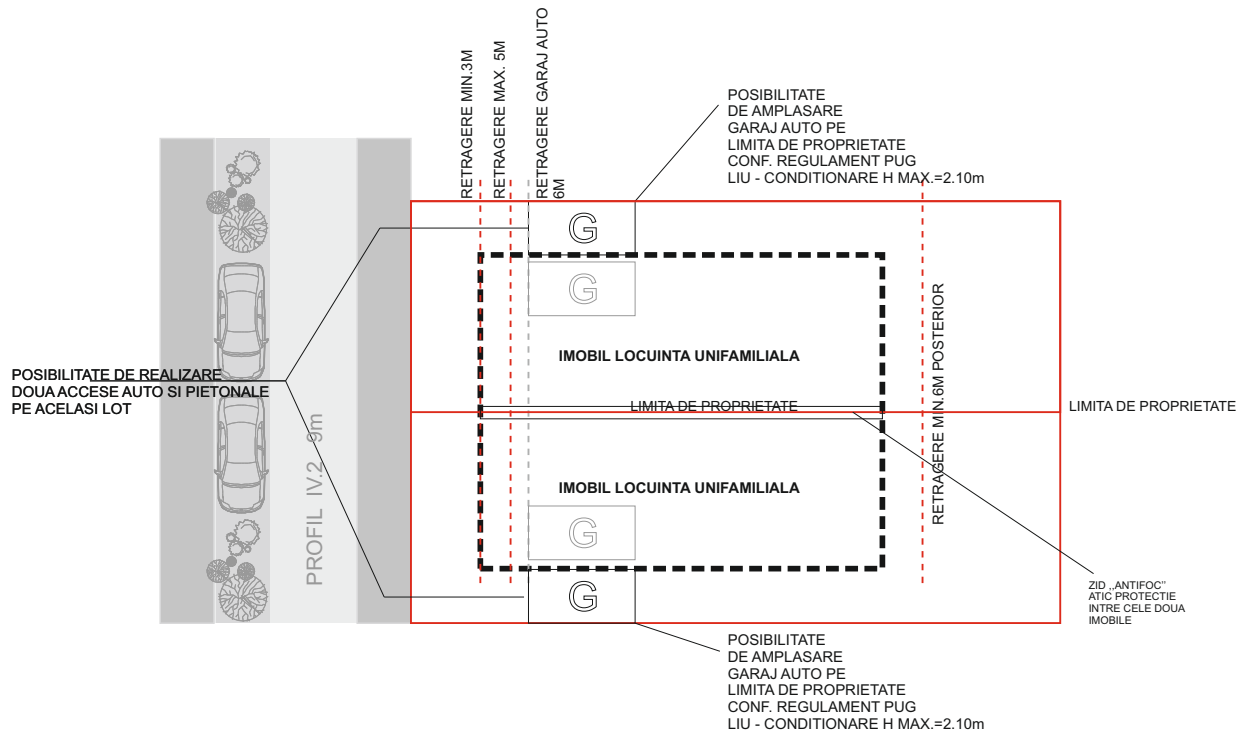 RETRAGERE MIN.3M
RETRAGERE MAX. 5M
RETRAGERE GARAJ AUTO
6M
POSIBILITATE
DE AMPLASARE
GARAJ AUTO PE
LIMITA DE PROPRIETATE
CONF. REGULAMENT PUG
LIU - CONDITIONARE H MAX.=2.10m
G
G
IMOBIL LOCUINTA UNIFAMILIALA
POSIBILITATE DE REALIZARE
DOUA ACCESE AUTO SI PIETONALE
PE ACELASI LOT
LIMITA DE PROPRIETATE
LIMITA DE PROPRIETATE
RETRAGERE MIN.6M POSTERIOR
PROFIL IV.2 9m
IMOBIL LOCUINTA UNIFAMILIALA
G
G
ZID ,,ANTIFOC"
ATIC PROTECTIE
INTRE CELE DOUA
IMOBILE
POSIBILITATE
DE AMPLASARE
GARAJ AUTO PE
LIMITA DE PROPRIETATE
CONF. REGULAMENT PUG
LIU - CONDITIONARE H MAX.=2.10m